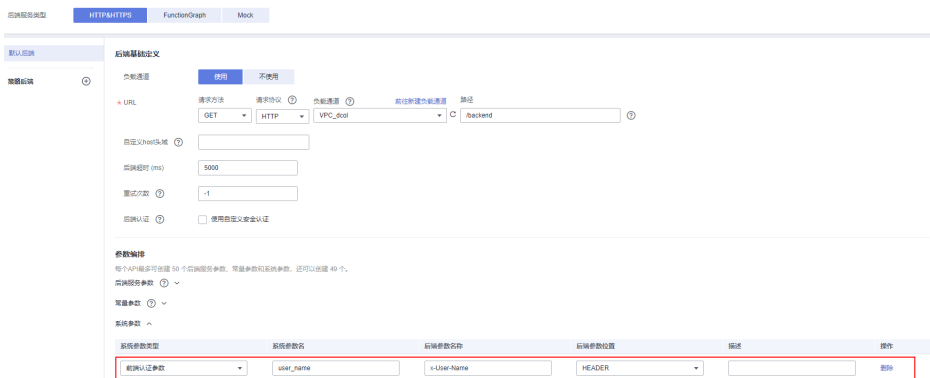 后端服务类型 HTTP&HTTPS FunctionGraph Mock
默认后端
策略后端
后端基础定义
负载通道 使用 不使用
* URL 请求方法 请求协议 ? 负载通道 ? 前往新建负载通道 路径
GET HTTP VPC_dcol /backend ?
自定义host头域 ?
后端超时 (ms) 5000
重试次数 ? -1
后端认证 ? 使用自定义安全认证
参数编排
每个API最多可创建 50 个后端服务参数、常量参数和系统参数，还可以创建 49 个。
后端服务参数 ?
常量参数 ?
系统参数
系统参数类型 系统参数名 后端参数名称 后端参数位置 描述 操作
前端认证参数 user_name x-User-Name HEADER 删除